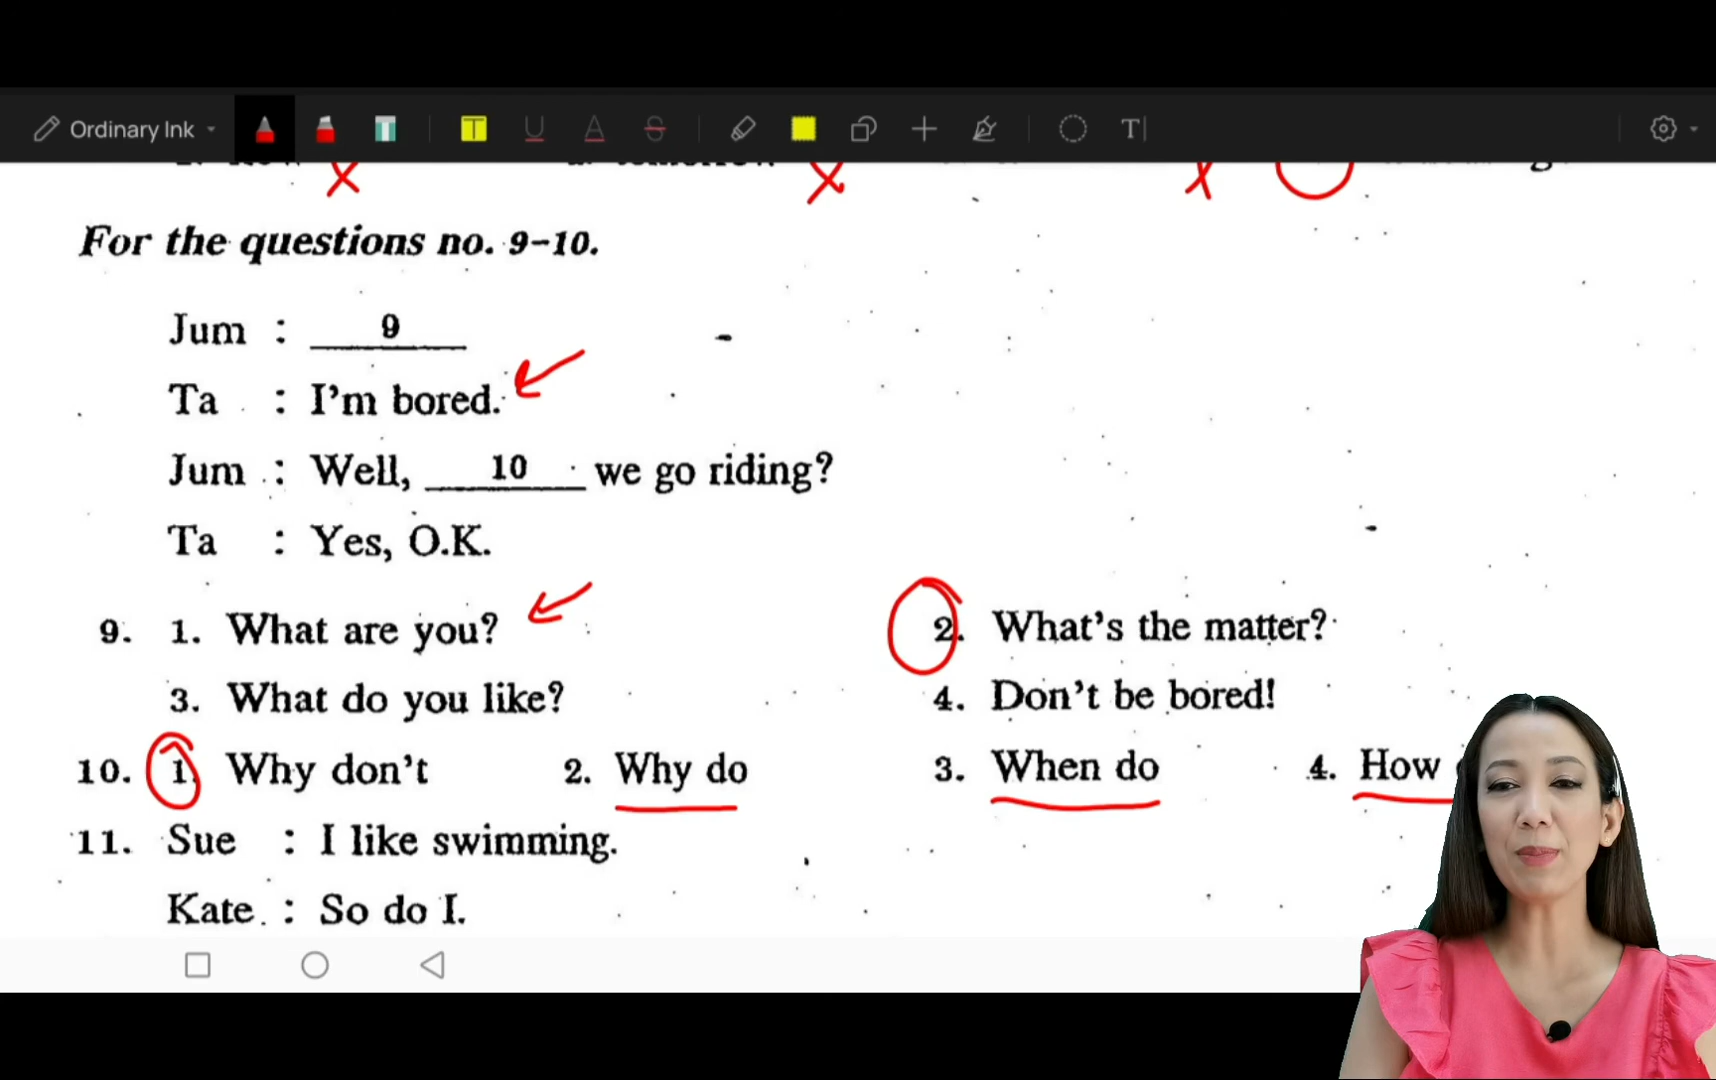 Ordinary Ink
For the questions no. 9-10.
Jum : 9
Ta : I'm bored.
Jum : Well, 10 we go riding?
Ta : Yes, O.K.
9. 1. What are you? 2. What's the matter?
3. What do you like? 4. Don't be bored!
10. 1. Why don't 2. Why do 3. When do 4. How
11. Sue : I like swimming.
Kate : So do I.